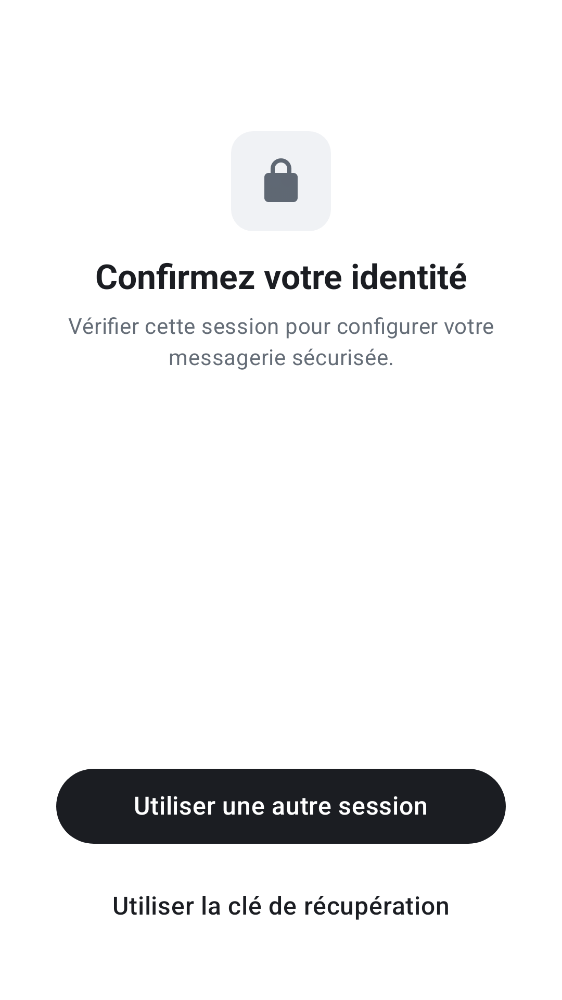 Confirmez votre identité
Vérifier cette session pour configurer votre
messagerie sécurisée.
Utiliser une autre session
Utiliser la clé de récupération